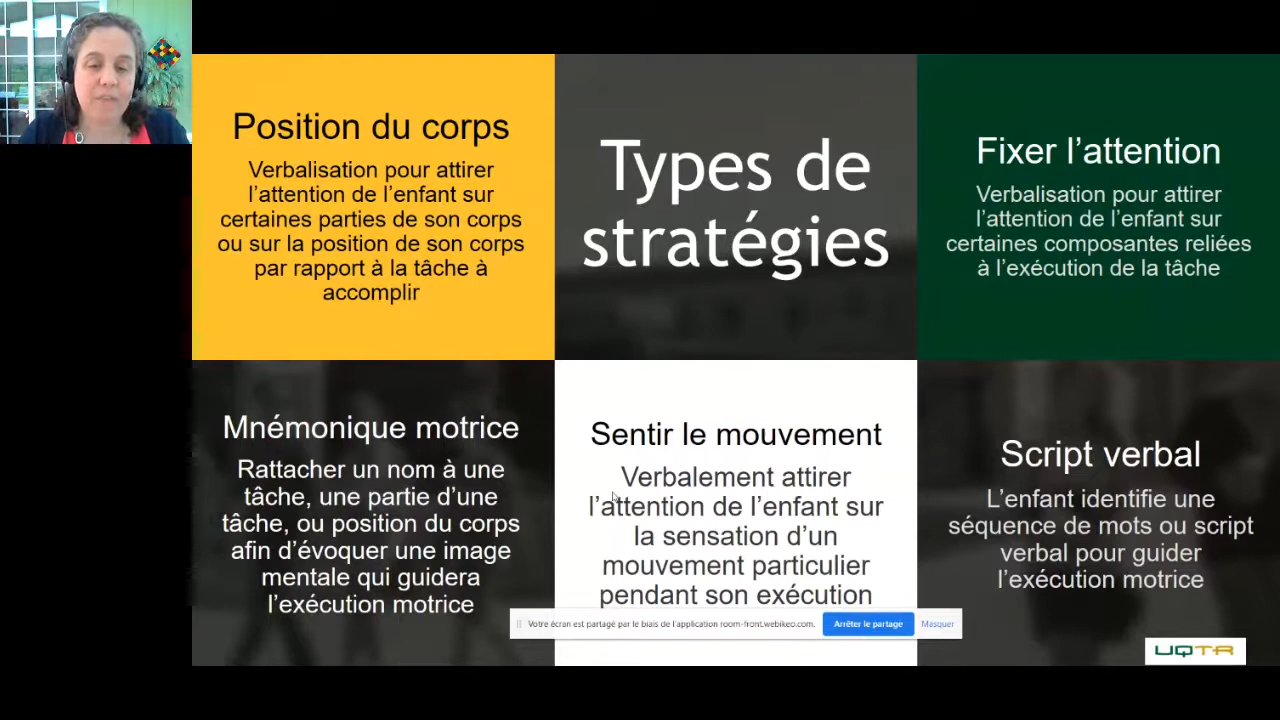 Position du corps
Verbalisation pour attirer
l’attention de l’enfant sur
certaines parties de son corps
ou sur la position de son corps
par rapport à la tâche à
accomplir
Types de
stratégies
Fixer l’attention
Verbalisation pour attirer
l’attention de l’enfant sur
certaines composantes reliées
à l’exécution de la tâche
Mnémonique motrice
Rattacher un nom à une
tâche, une partie d’une
tâche, ou position du corps
afin d’évoquer une image
mentale qui guidera
l’exécution motrice
Sentir le mouvement
Verbalement attirer
l’attention de l’enfant sur
la sensation d’un
mouvement particulier
pendant son exécution
Script verbal
L’enfant identifie une
séquence de mots ou script
verbal pour guider
l’exécution motrice
Votre écran est partagé par le biais de l'application room-front.webikeo.com.
Arrêter le partage
Masquer
UQTR